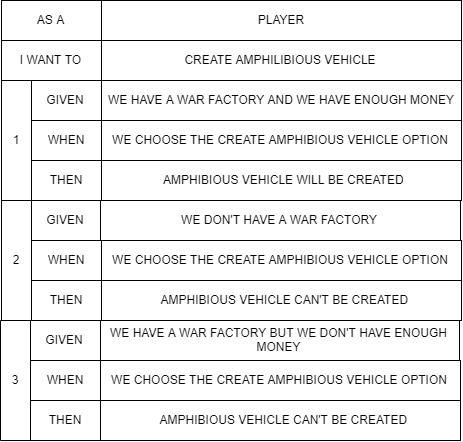 AS A PLAYER
I WANT TO CREATE AMPHILIBIOUS VEHICLE
1
GIVEN WE HAVE A WAR FACTORY AND WE HAVE ENOUGH MONEY
WHEN WE CHOOSE THE CREATE AMPHIBIOUS VEHICLE OPTION
THEN AMPHIBIOUS VEHICLE WILL BE CREATED
2
GIVEN WE DON'T HAVE A WAR FACTORY
WHEN WE CHOOSE THE CREATE AMPHIBIOUS VEHICLE OPTION
THEN AMPHIBIOUS VEHICLE CAN'T BE CREATED
3
GIVEN WE HAVE A WAR FACTORY BUT WE DON'T HAVE ENOUGH
MONEY
WHEN WE CHOOSE THE CREATE AMPHIBIOUS VEHICLE OPTION
THEN AMPHIBIOUS VEHICLE CAN'T BE CREATED